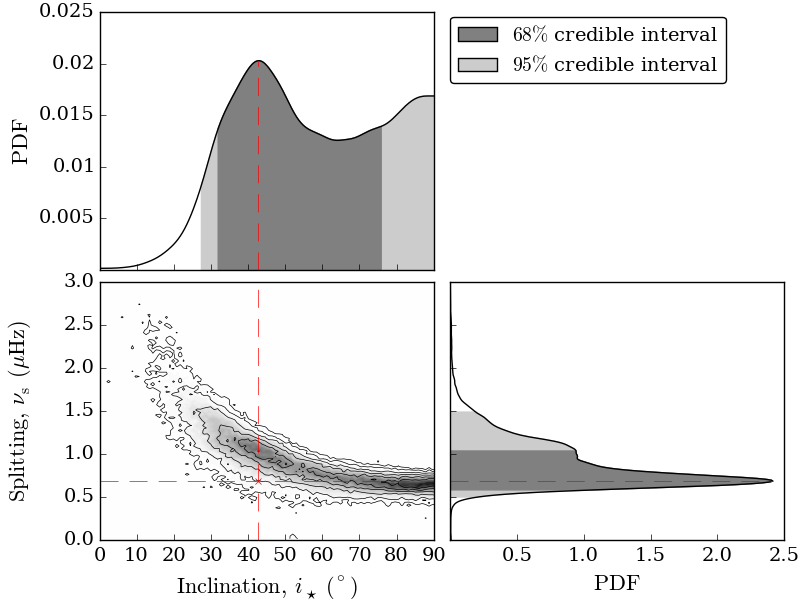 0.025
0.02
0.015
0.01
0.005
PDF
68% credible interval
95% credible interval
3.0
2.5
2.0
1.5
1.0
0.5
0.0
Splitting, νs (μHz)
0 10 20 30 40 50 60 70 80 90
Inclination, i⋆ (°)
0.5 1.0 1.5 2.0 2.5
PDF